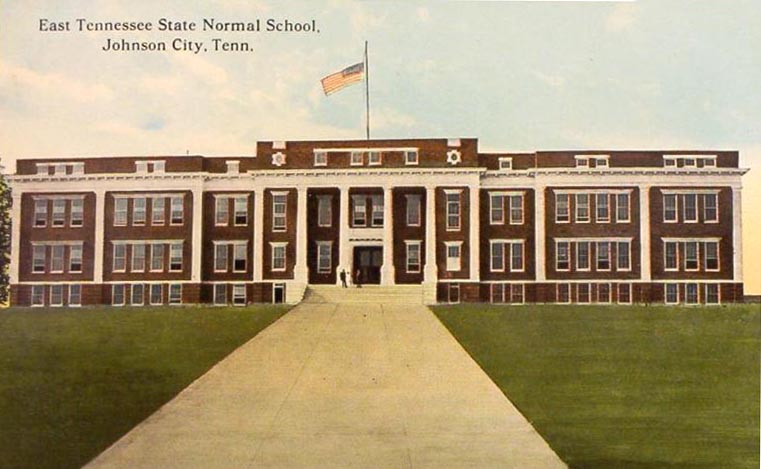 East Tennessee State Normal School,
Johnson City, Tenn.